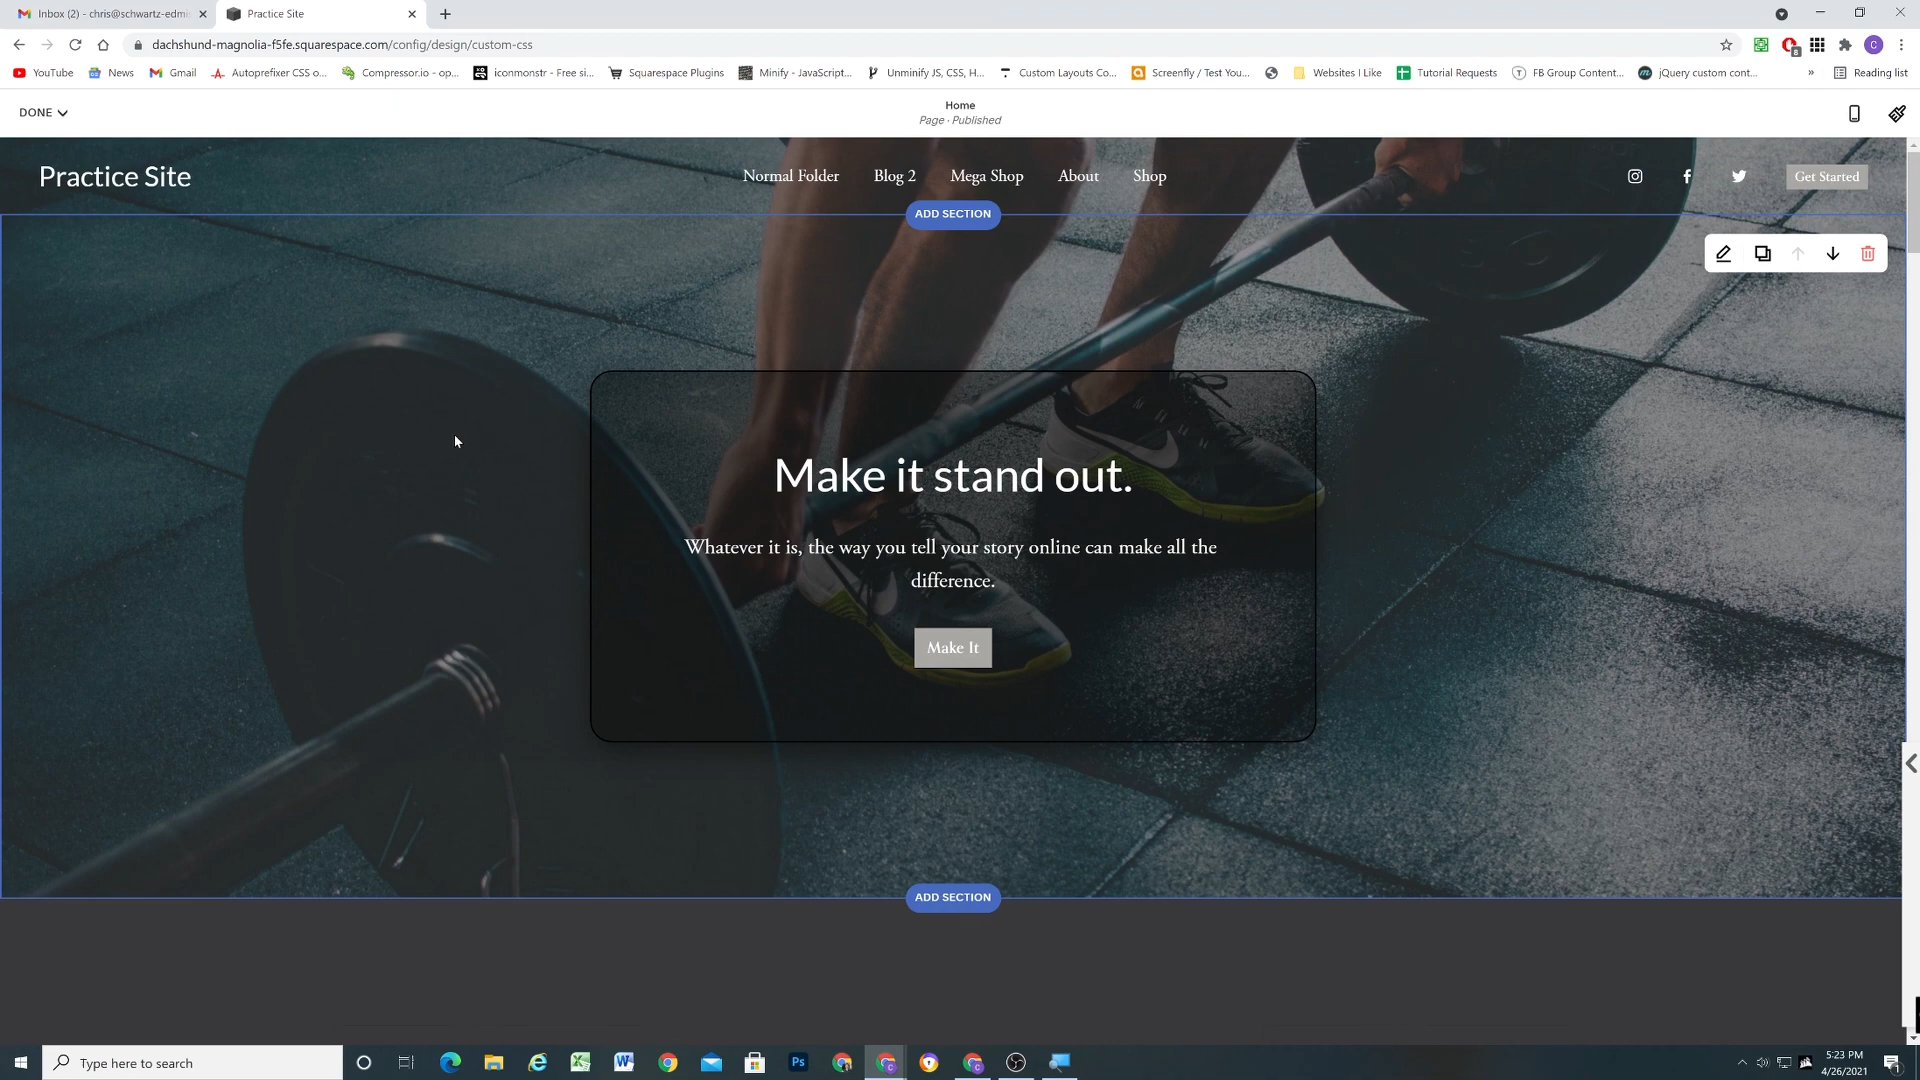 Inbox (2) - chris@schwartz-edmi
Practice Site
dachshund-magnolia-f5fe.squarespace.com/config/design/custom-css
YouTube
News
Gmail
Autoprefixer CSS o...
Compressor.io - op...
iconmonstr - Free si...
Squarespace Plugins
Minify - JavaScript...
Unminify JS, CSS, H...
Custom Layouts Co...
Screenfly / Test You...
Websites I Like
Tutorial Requests
FB Group Content...
jQuery custom cont...
»
Reading list
DONE
Home
Page · Published
Practice Site
Normal Folder
Blog 2
Mega Shop
About
Shop
Get Started
ADD SECTION
Make it stand out.
Whatever it is, the way you tell your story online can make all the
difference.
Make It
ADD SECTION
Type here to search
5:23 PM
4/26/2021